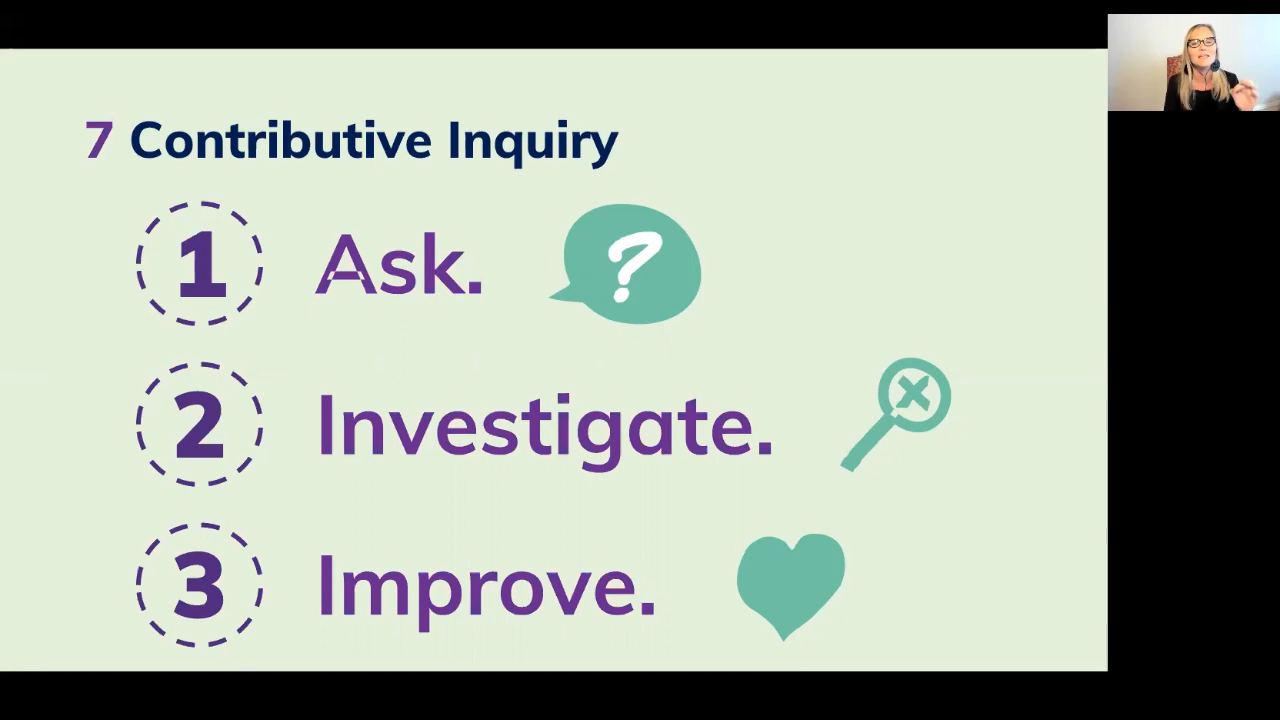 7 Contributive Inquiry
1 Ask. ?
2 Investigate.
3 Improve.